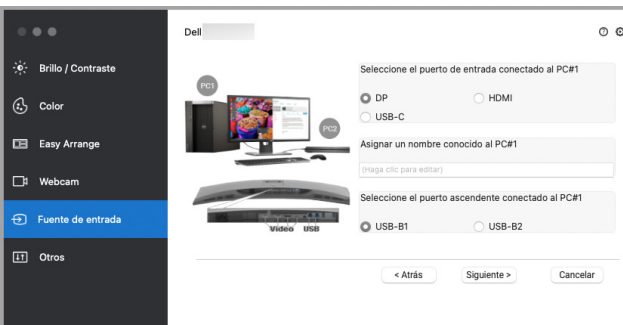 Dell
Brillo / Contraste
Color
Easy Arrange
Webcam
Fuente de entrada
Otros
PC1
PC2
Video USB
Seleccione el puerto de entrada conectado al PC#1
DP
HDMI
USB-C
Asignar un nombre conocido al PC#1
(Haga clic para editar)
Seleccione el puerto ascendente conectado al PC#1
USB-B1
USB-B2
< Atrás
Siguiente >
Cancelar